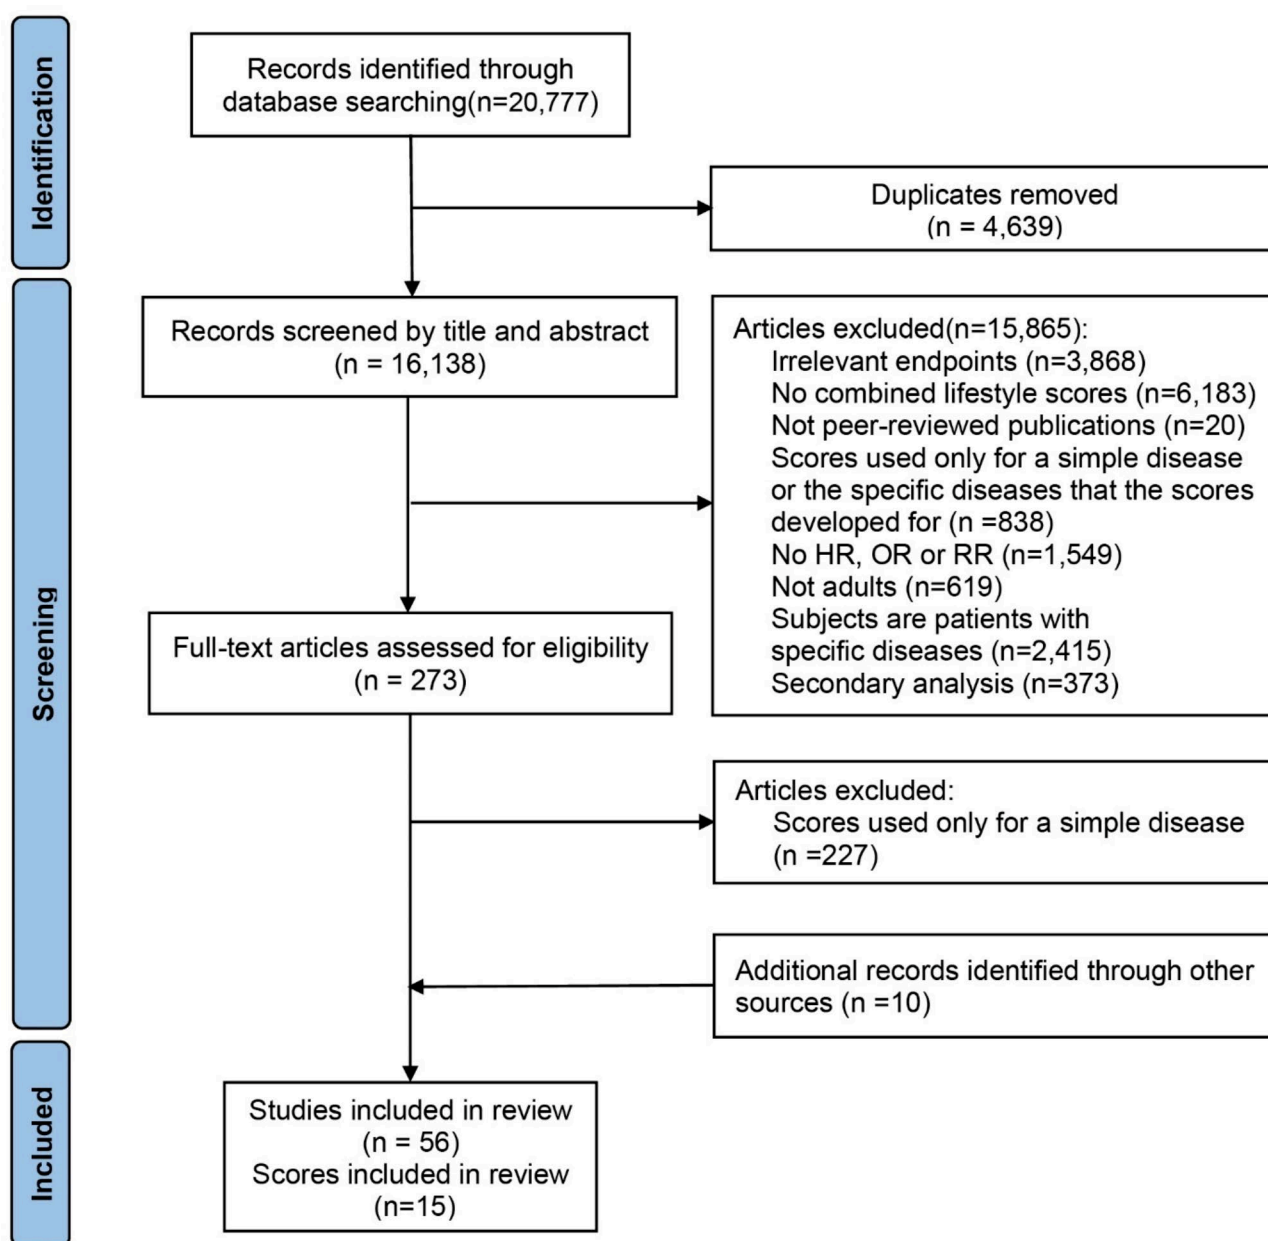 Identification
Records identified through
database searching(n=20,777)
Duplicates removed
(n = 4,639)
Screening
Records screened by title and abstract
(n = 16,138)
Articles excluded(n=15,865):
Irrelevant endpoints (n=3,868)
No combined lifestyle scores (n=6,183)
Not peer-reviewed publications (n=20)
Scores used only for a simple disease
or the specific diseases that the scores
developed for (n =838)
No HR, OR or RR (n=1,549)
Not adults (n=619)
Subjects are patients with
specific diseases (n=2,415)
Secondary analysis (n=373)
Full-text articles assessed for eligibility
(n = 273)
Articles excluded:
Scores used only for a simple disease
(n =227)
Additional records identified through other
sources (n =10)
Included
Studies included in review
(n = 56)
Scores included in review
(n=15)